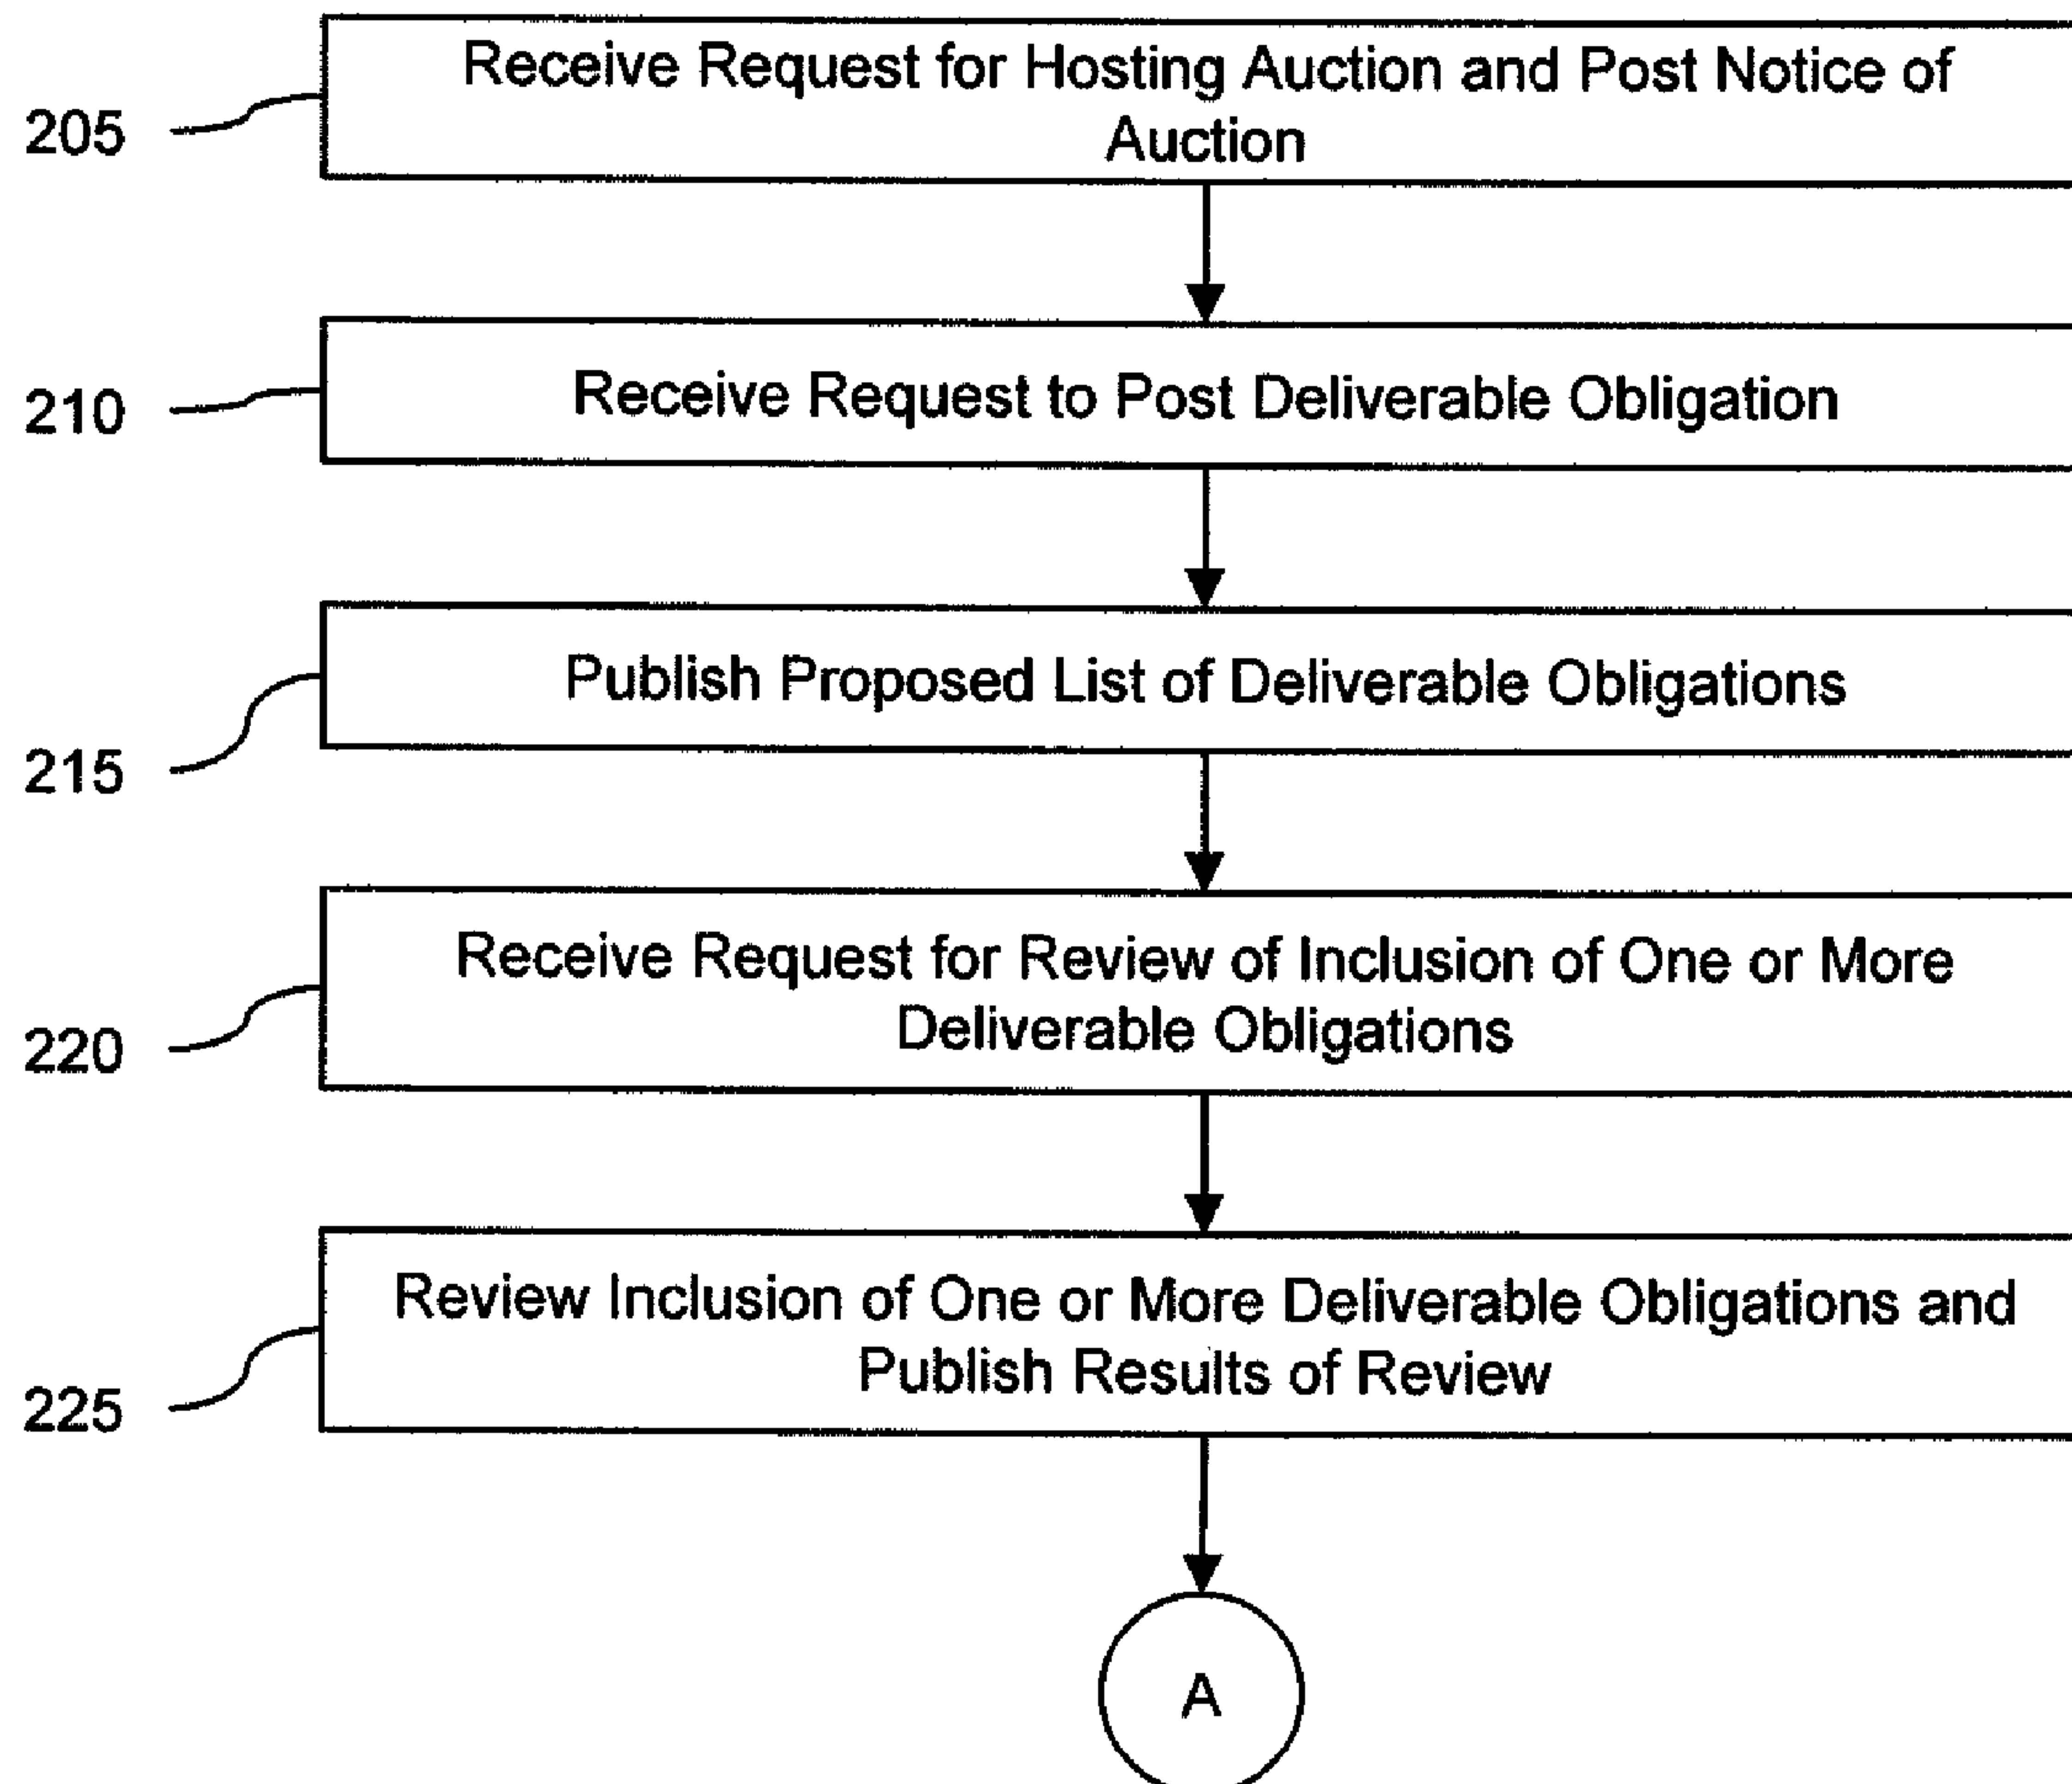 Receive Request for Hosting Auction and Post Notice of
Auction
205
Receive Request to Post Deliverable Obligation
210
Publish Proposed List of Deliverable Obligations
215
Receive Request for Review of Inclusion of One or More
Deliverable Obligations
220
Review Inclusion of One or More Deliverable Obligations and
Publish Results of Review
225
A